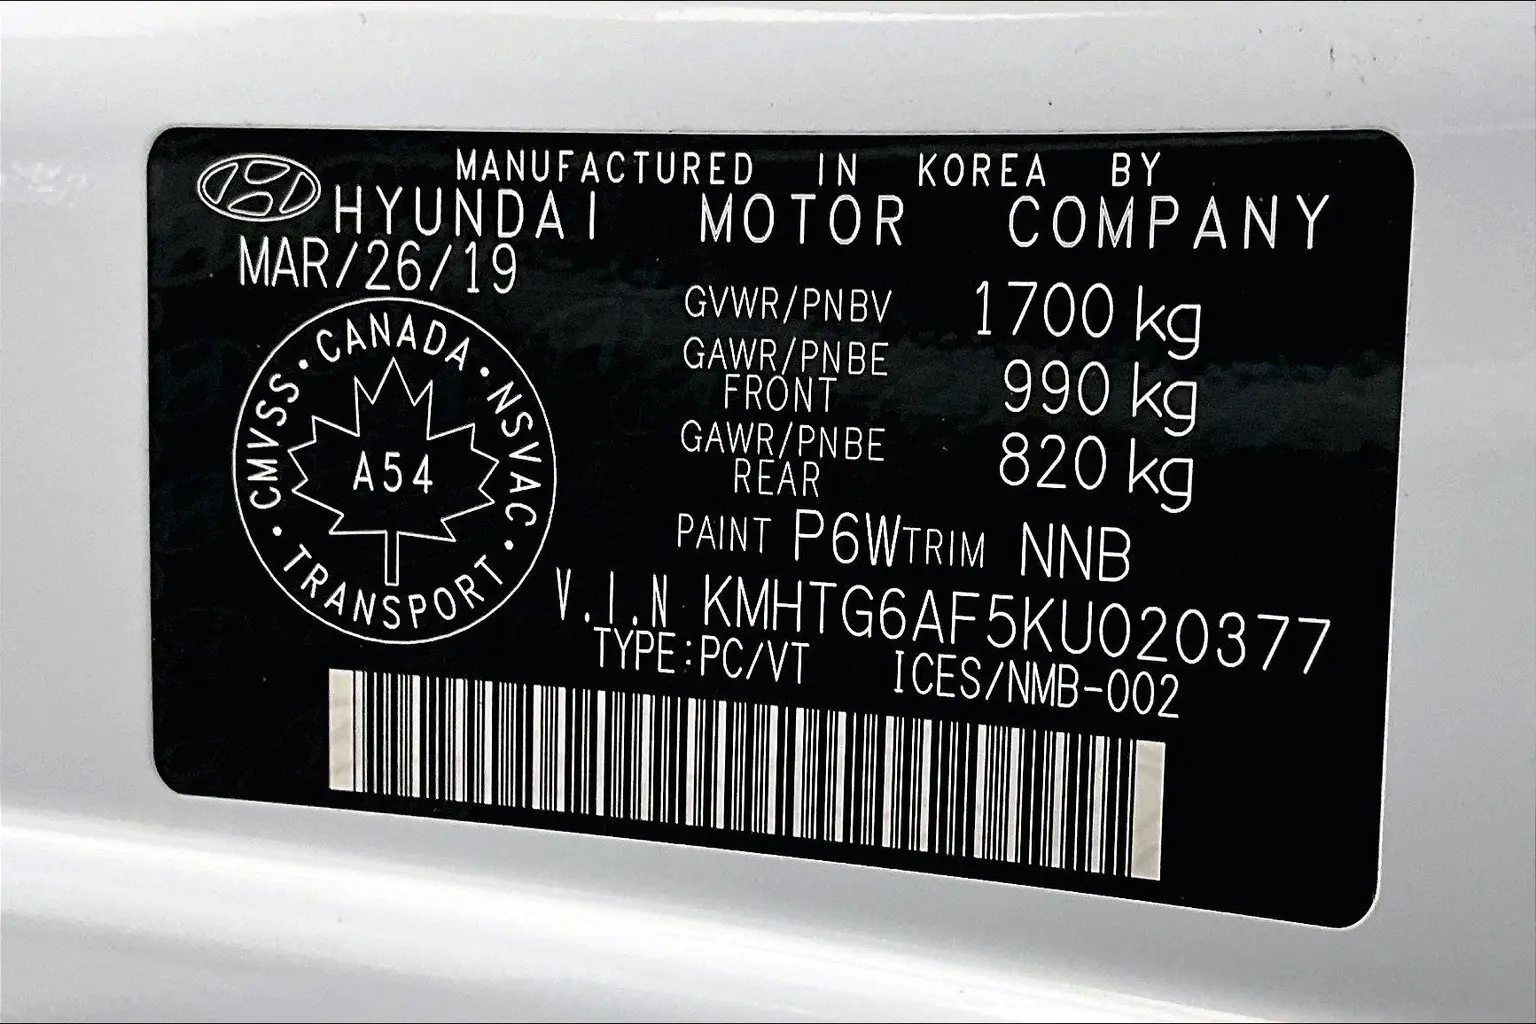 MANUFACTURED IN KOREA BY
HYUNDAI MOTOR COMPANY
MAR/26/19
CMVSS · CANADA · NSVAC · TRANSPORT ·
A54
GVWR/PNBV 1700 kg
GAWR/PNBE FRONT 990 kg
GAWR/PNBE REAR 820 kg
PAINT P6W TRIM NNB
V.I.N KMHTG6AF5KU020377
TYPE:PC/VT ICES/NMB-002